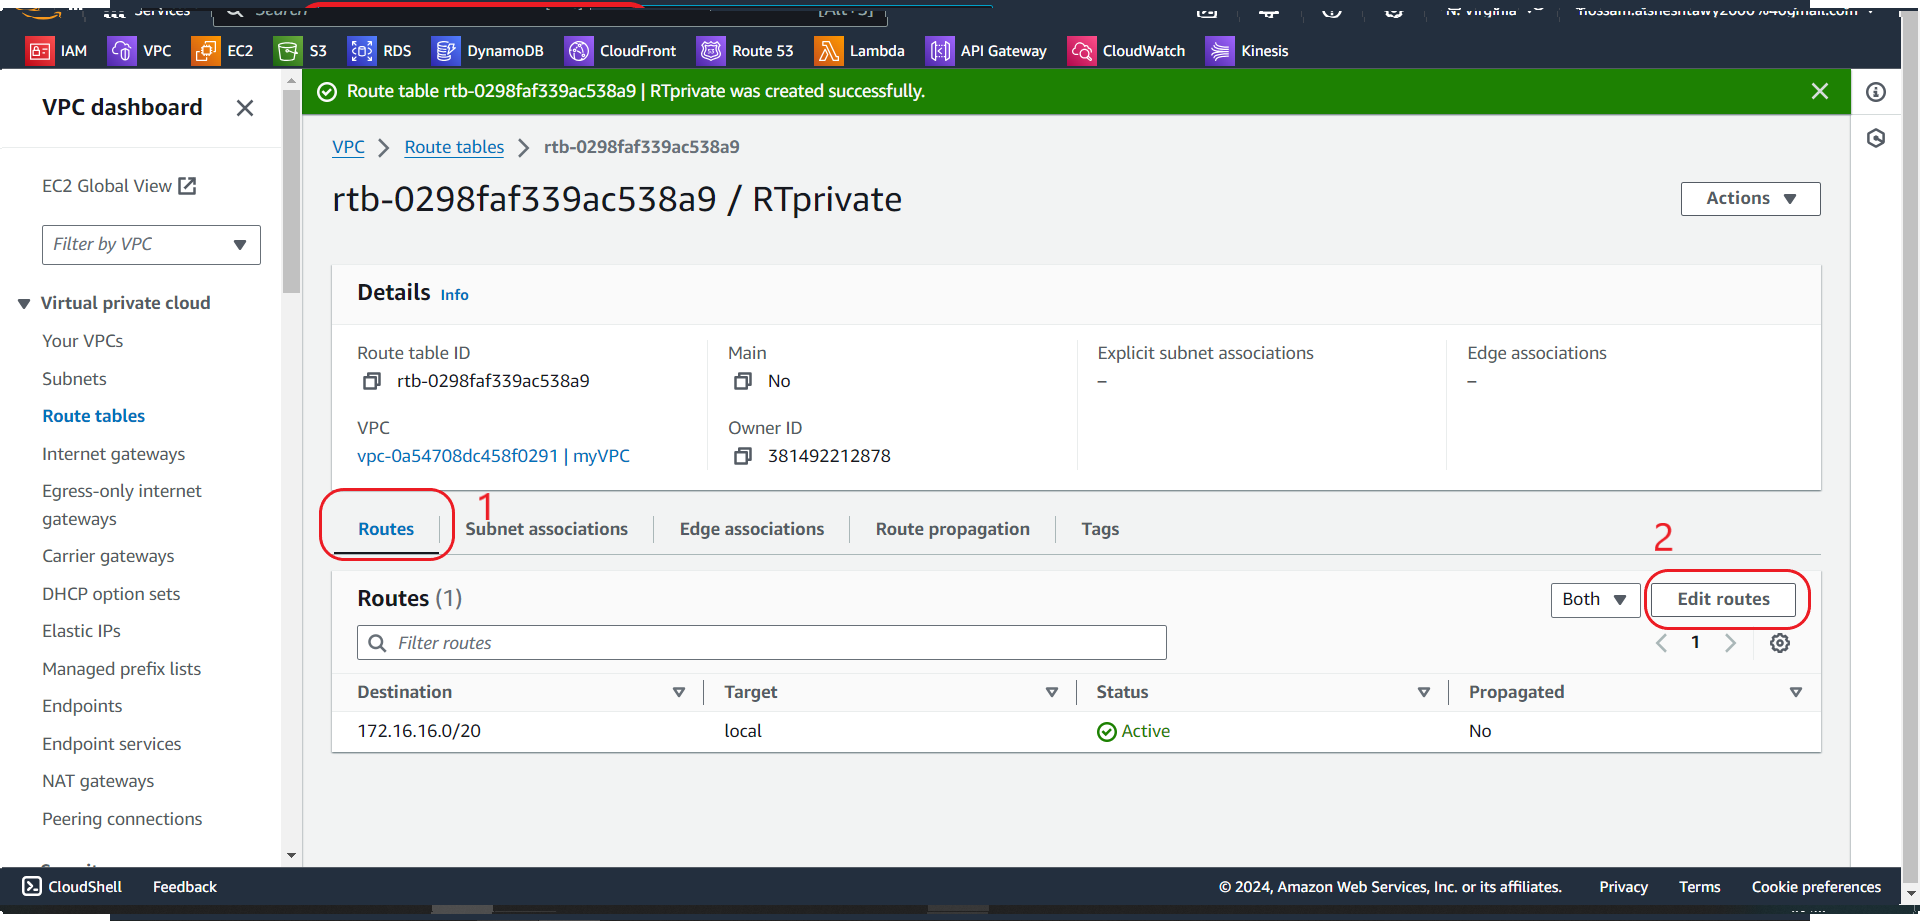 Services
Search
[Alt+S]
N. Virginia
IAM
VPC
EC2
S3
RDS
DynamoDB
CloudFront
Route 53
Lambda
API Gateway
CloudWatch
Kinesis
VPC dashboard
Route table rtb-0298faf339ac538a9 | RTprivate was created successfully.
EC2 Global View
Filter by VPC
Virtual private cloud
Your VPCs
Subnets
Route tables
Internet gateways
Egress-only internet
gateways
Carrier gateways
DHCP option sets
Elastic IPs
Managed prefix lists
Endpoints
Endpoint services
NAT gateways
Peering connections
VPC
Route tables
rtb-0298faf339ac538a9
rtb-0298faf339ac538a9 / RTprivate
Actions
Details Info
Route table ID
rtb-0298faf339ac538a9
Main
No
Explicit subnet associations
–
Edge associations
–
VPC
vpc-0a54708dc458f0291 | myVPC
Owner ID
381492212878
1
Routes
Subnet associations
Edge associations
Route propagation
Tags
2
Routes (1)
Both
Edit routes
Filter routes
1
Destination
Target
Status
Propagated
172.16.16.0/20
local
Active
No
CloudShell
Feedback
© 2024, Amazon Web Services, Inc. or its affiliates.
Privacy
Terms
Cookie preferences